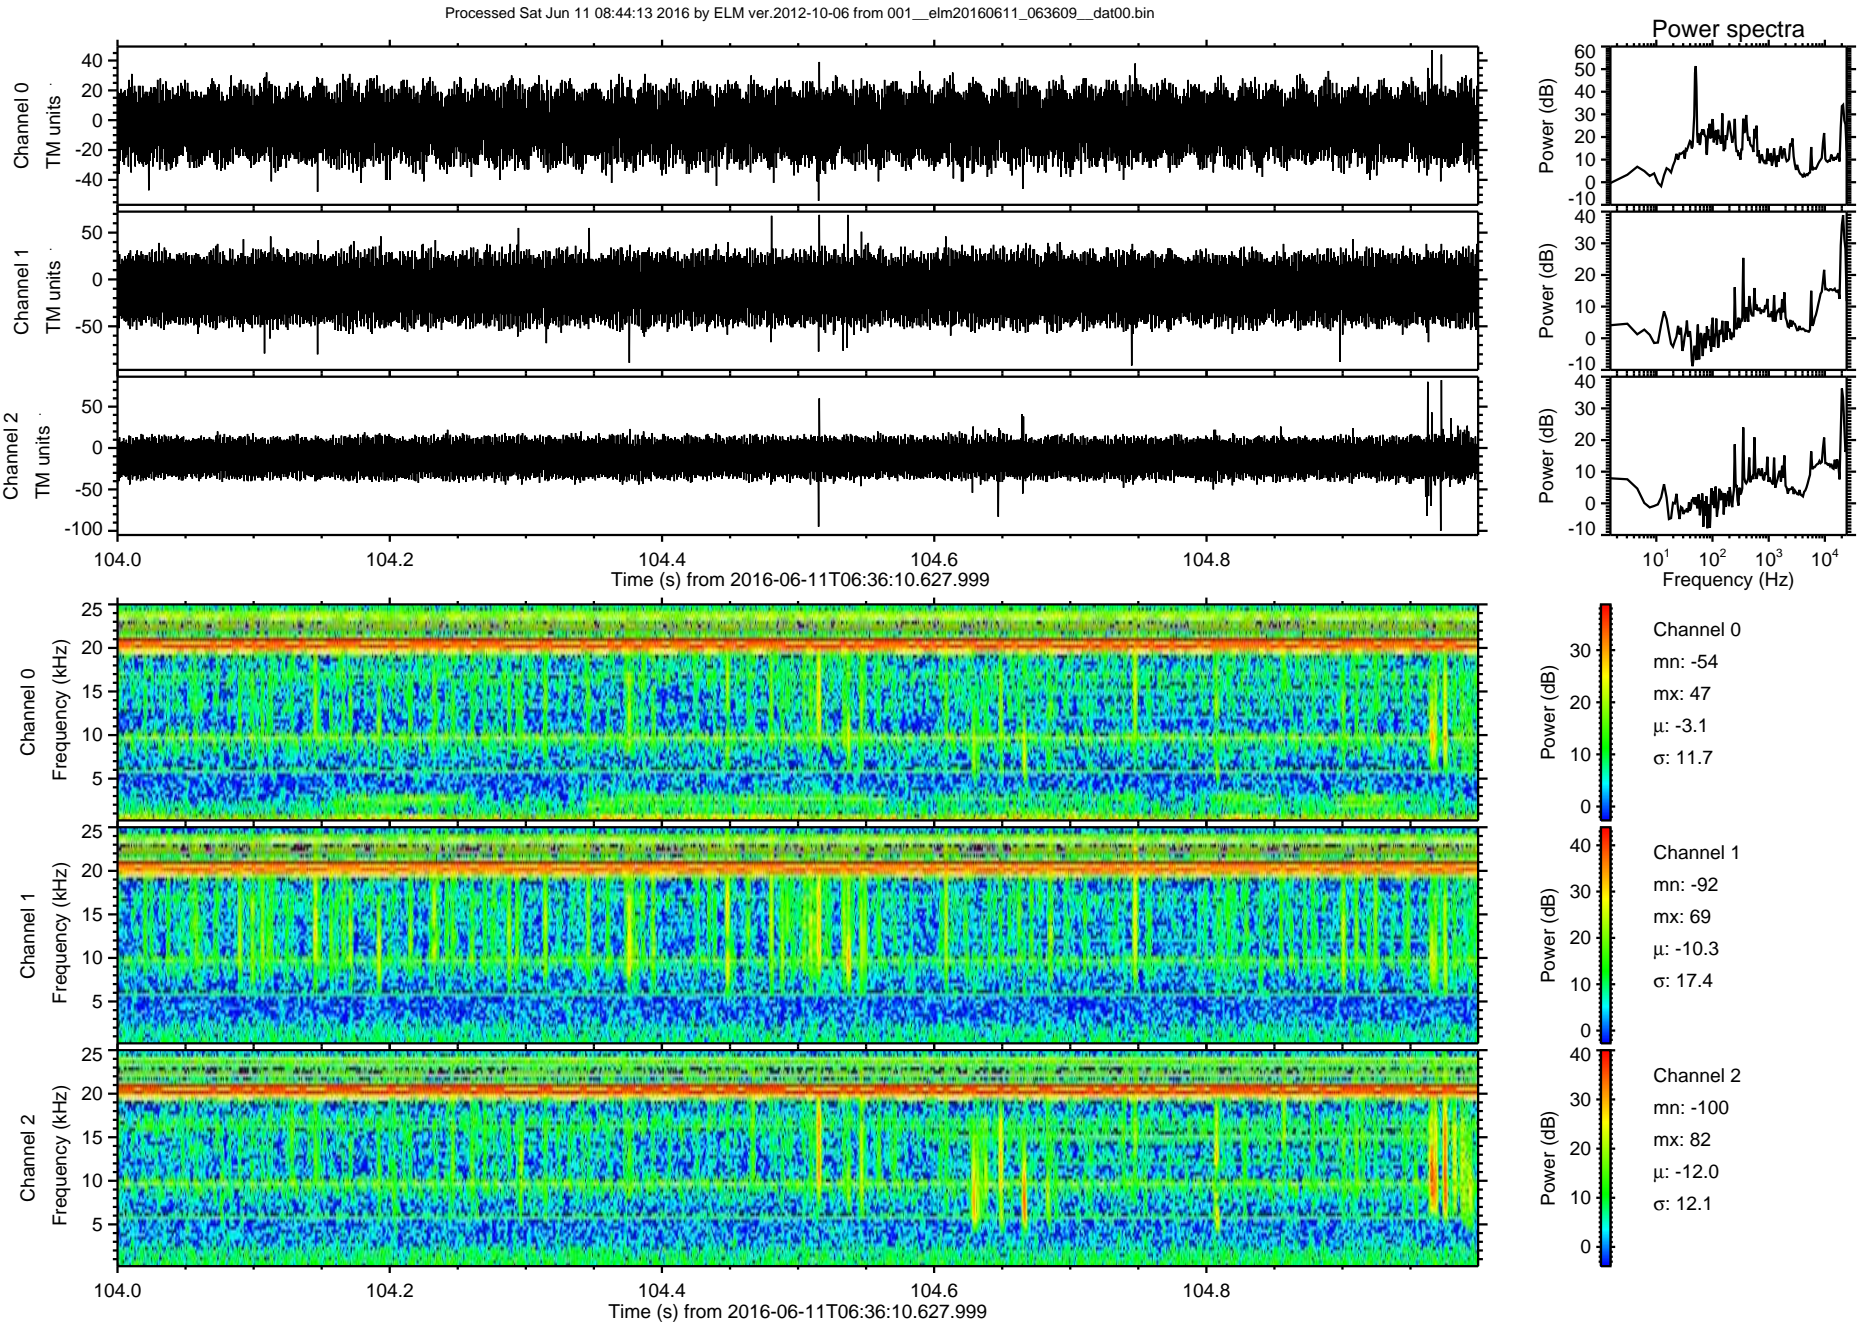 Processed Sat Jun 11 08:44:13 2016 by ELM ver.2012-10-06 from 001__elm20160611_063609__dat00.bin
Power spectra
Channel 0
TM units
40
20
0
-20
-40
Power (dB)
60
50
40
30
20
10
0
-10
Channel 1
TM units
50
0
-50
Power (dB)
40
30
20
10
0
-10
Channel 2
TM units
50
0
-50
-100
Power (dB)
40
30
20
10
0
-10
104.0 104.2 104.4 104.6 104.8
Time (s) from 2016-06-11T06:36:10.627.999
10^1 10^2 10^3 10^4
Frequency (Hz)
Channel 0
Frequency (kHz)
25
20
15
10
5
Power (dB)
30
20
10
0
Channel 0
mn: -54
mx: 47
μ: -3.1
σ: 11.7
Channel 1
Frequency (kHz)
25
20
15
10
5
Power (dB)
40
30
20
10
0
Channel 1
mn: -92
mx: 69
μ: -10.3
σ: 17.4
Channel 2
Frequency (kHz)
25
20
15
10
5
Power (dB)
40
30
20
10
0
Channel 2
mn: -100
mx: 82
μ: -12.0
σ: 12.1
104.0 104.2 104.4 104.6 104.8
Time (s) from 2016-06-11T06:36:10.627.999